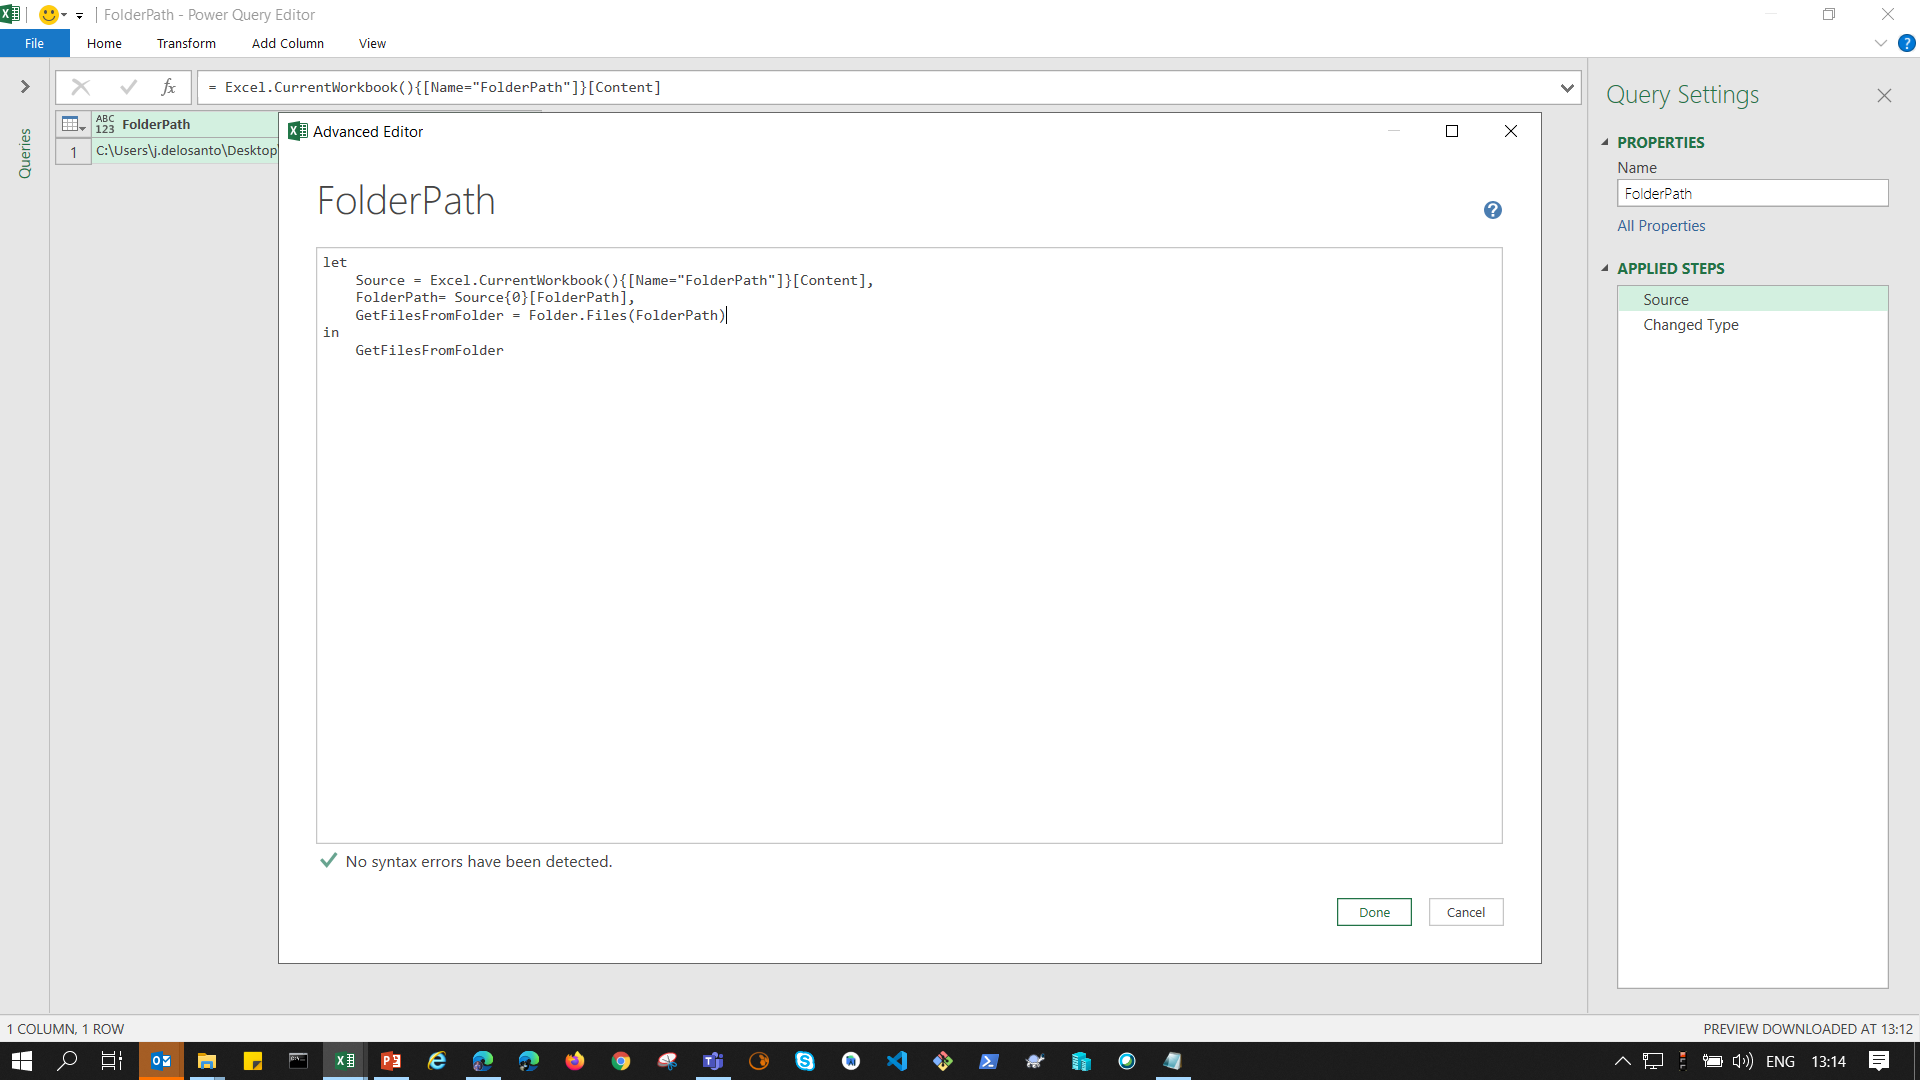 FolderPath - Power Query Editor
File Home Transform Add Column View
fx = Excel.CurrentWorkbook(){[Name="FolderPath"]}[Content]
Queries
ABC
123 FolderPath
1 C:\Users\j.delosanto\Desktop\
Advanced Editor
FolderPath
let
    Source = Excel.CurrentWorkbook(){[Name="FolderPath"]}[Content],
    FolderPath= Source{0}[FolderPath],
    GetFilesFromFolder = Folder.Files(FolderPath)
in
    GetFilesFromFolder
No syntax errors have been detected.
Done Cancel
Query Settings
PROPERTIES
Name
FolderPath
All Properties
APPLIED STEPS
Source
Changed Type
1 COLUMN, 1 ROW
PREVIEW DOWNLOADED AT 13:12
ENG 13:14